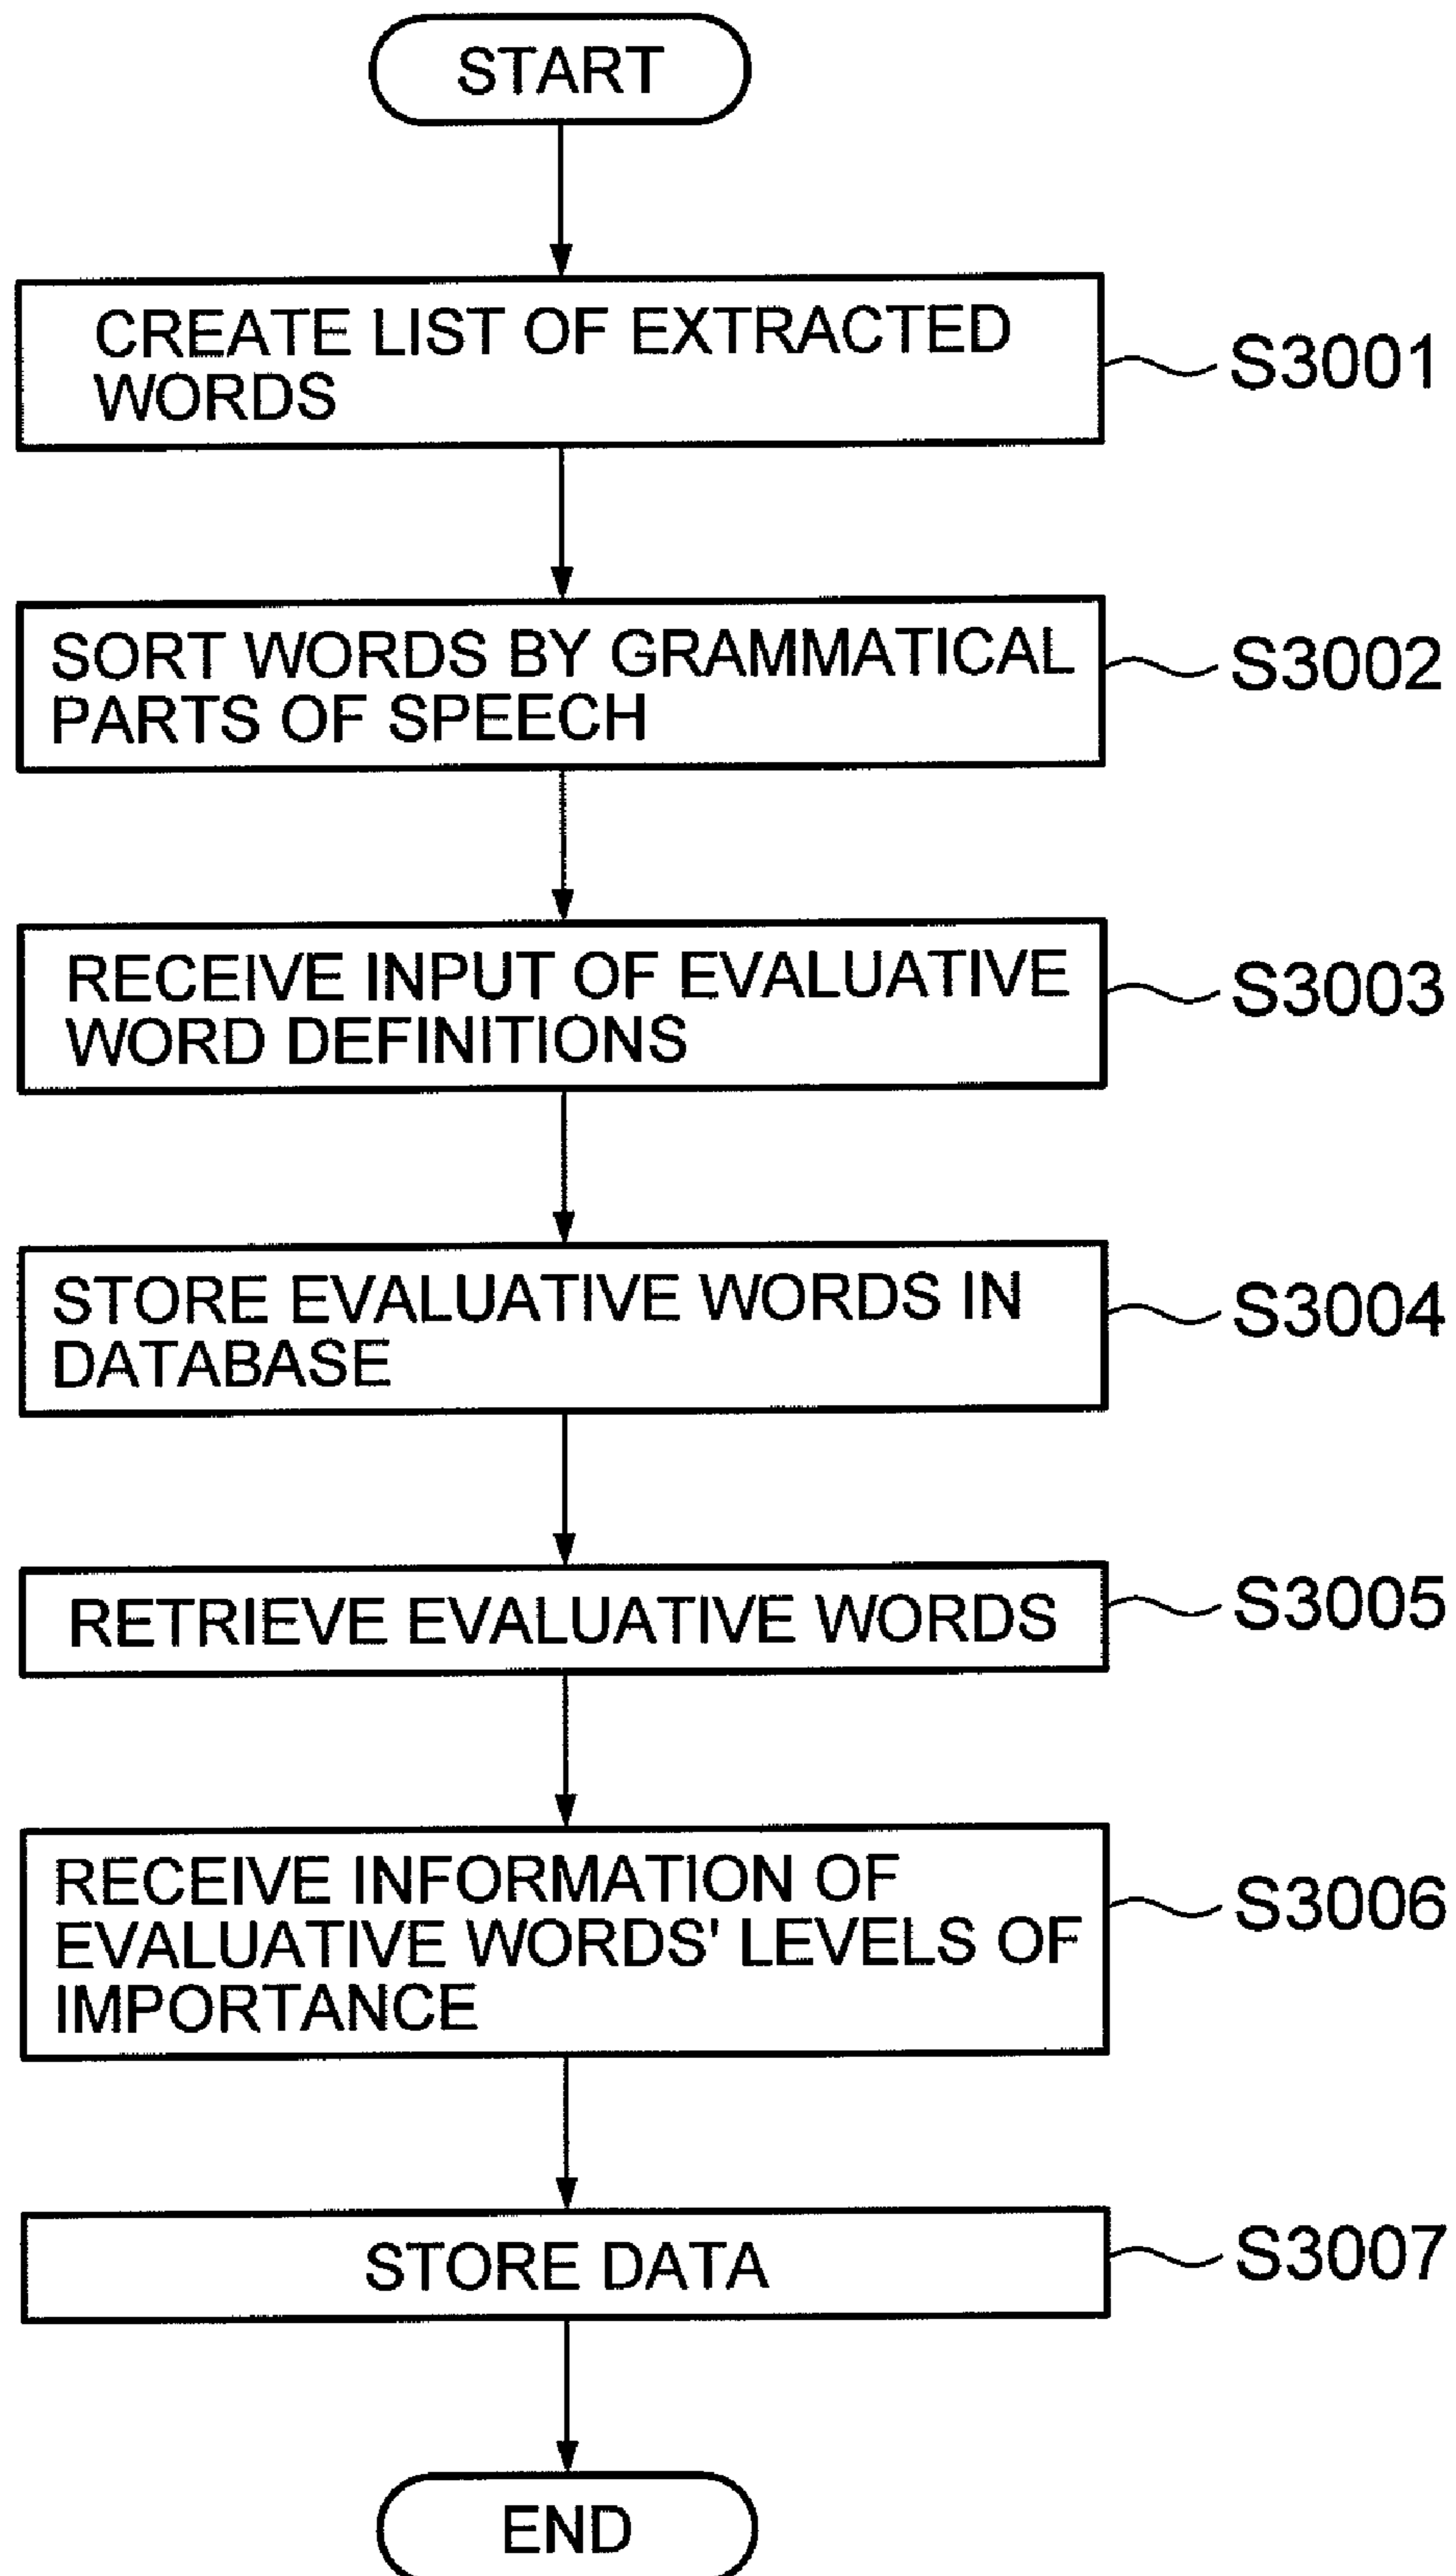 START
CREATE LIST OF EXTRACTED
WORDS
S3001
SORT WORDS BY GRAMMATICAL
PARTS OF SPEECH
S3002
RECEIVE INPUT OF EVALUATIVE
WORD DEFINITIONS
S3003
STORE EVALUATIVE WORDS IN
DATABASE
S3004
RETRIEVE EVALUATIVE WORDS
S3005
RECEIVE INFORMATION OF
EVALUATIVE WORDS' LEVELS OF
IMPORTANCE
S3006
STORE DATA
S3007
END